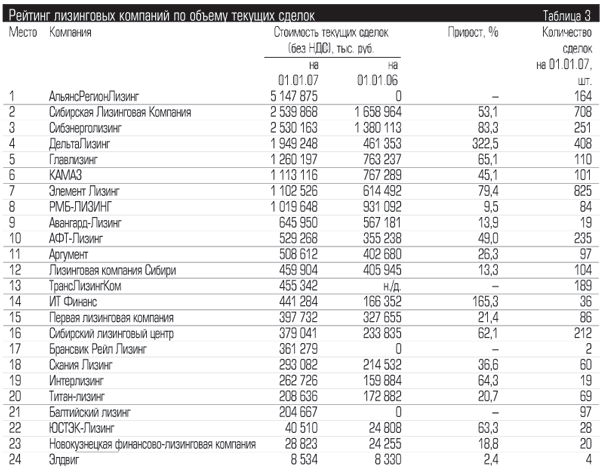 Рейтинг лизинговых компаний по объему текущих сделок Таблица 3
Место Компания Стоимость текущих сделок Прирост, % Количество
(без НДС), тыс. руб. сделок
на на на 01.01.07,
01.01.07 01.01.06 шт.
1 АльянсРегионЛизинг 5 147 875 0 – 164
2 Сибирская Лизинговая Компания 2 539 868 1 658 964 53,1 708
3 Сибэнерголизинг 2 530 163 1 380 113 83,3 251
4 ДельтаЛизинг 1 949 248 461 353 322,5 408
5 Главлизинг 1 260 197 763 237 65,1 110
6 КАМАЗ 1 113 116 767 289 45,1 101
7 Элемент Лизинг 1 102 526 614 492 79,4 825
8 РМБ-ЛИЗИНГ 1 019 648 931 092 9,5 84
9 Авангард-Лизинг 645 950 567 181 13,9 19
10 АФТ-Лизинг 529 268 355 238 49,0 235
11 Аргумент 508 612 402 680 26,3 97
12 Лизинговая компания Сибири 459 904 405 945 13,3 104
13 ТрансЛизингКом 455 342 н./д. – 189
14 ИТ Финанс 441 284 166 352 165,3 36
15 Первая лизинговая компания 397 732 327 655 21,4 86
16 Сибирский лизинговый центр 379 041 233 835 62,1 212
17 Брансвик Рейл Лизинг 361 279 0 – 2
18 Скания Лизинг 293 082 214 532 36,6 60
19 Интерлизинг 262 726 159 884 64,3 19
20 Титан-лизинг 208 636 172 882 20,7 69
21 Балтийский лизинг 204 667 0 – 97
22 ЮСТЭК-Лизинг 40 510 24 808 63,3 28
23 Новокузнецкая финансово-лизинговая компания 28 823 24 255 18,8 20
24 Элдвиг 8 534 8 330 2,4 4